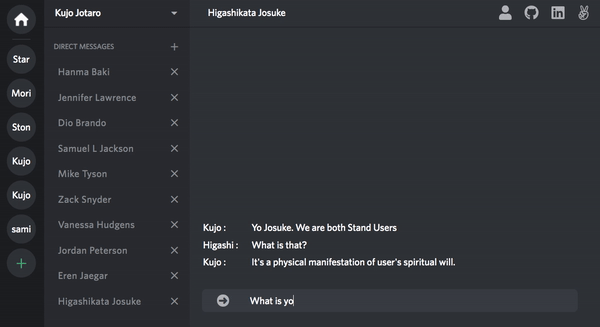 Star
Mori
Ston
Kujo
Kujo
sami
Kujo Jotaro
DIRECT MESSAGES
Hanma Baki
Jennifer Lawrence
Dio Brando
Samuel L Jackson
Mike Tyson
Zack Snyder
Vanessa Hudgens
Jordan Peterson
Eren Jaegar
Higashikata Josuke
Higashikata Josuke
Kujo : Yo Josuke. We are both Stand Users
Higashi : What is that?
Kujo : It's a physical manifestation of user's spiritual will.
What is yo